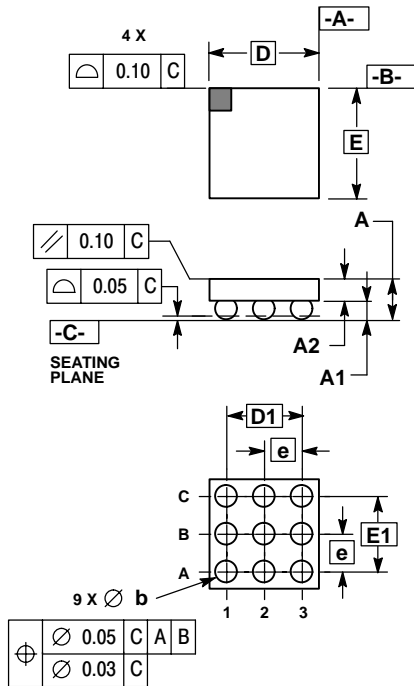 -A-
4 X
D
⌓ 0.10 C
-B-
E
A
// 0.10 C
⌓ 0.05 C
-C-
A2
SEATING
PLANE
A1
D1
e
C
B
E1
A
e
9 X ∅ b
1 2 3
⌖ ∅ 0.05 C A B
∅ 0.03 C